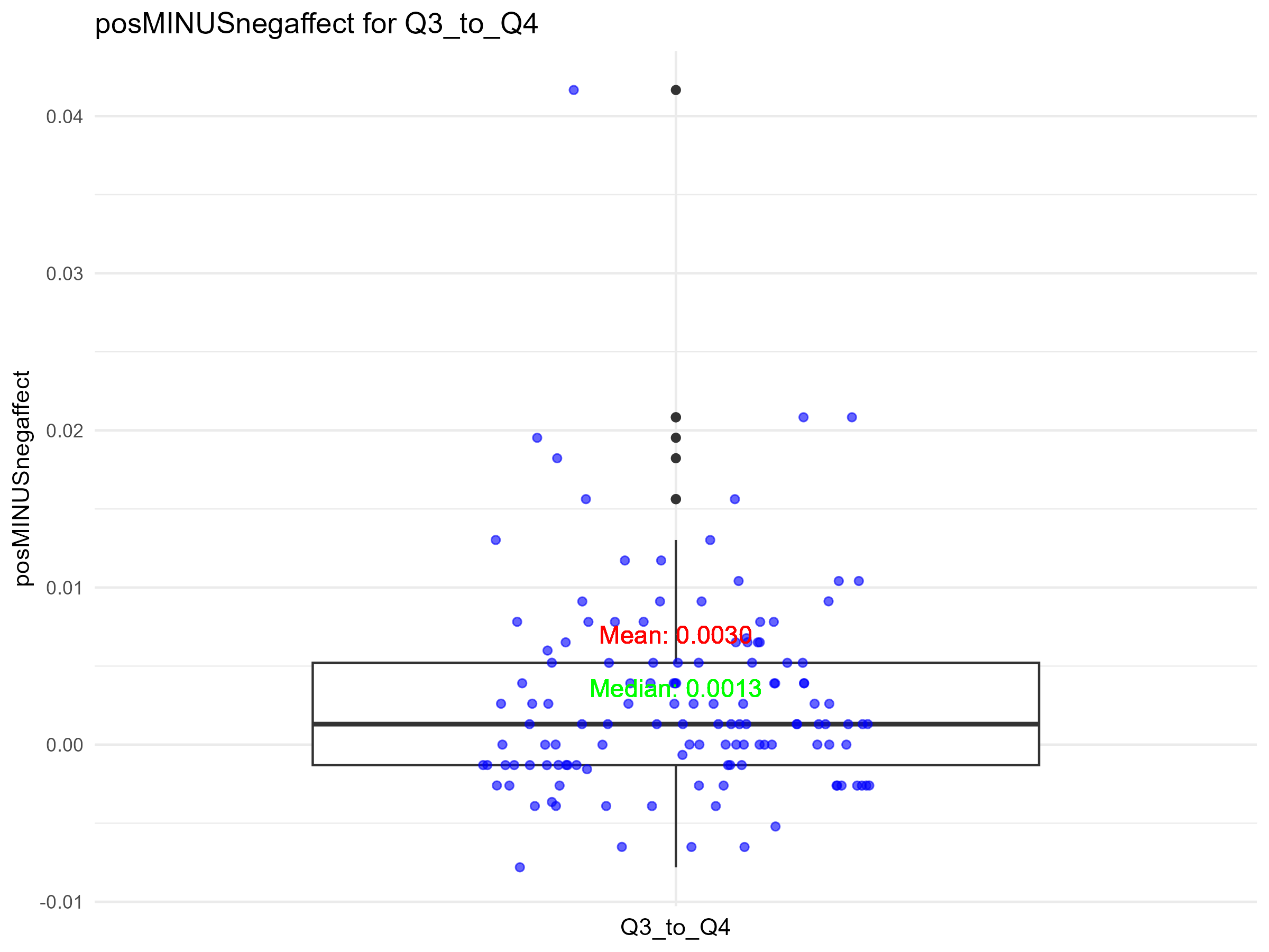 posMINUSnegaffect for Q3_to_Q4
posMINUSnegaffect
0.04
0.03
0.02
0.01
0.00
-0.01
Mean: 0.0030
Median: 0.0013
Q3_to_Q4